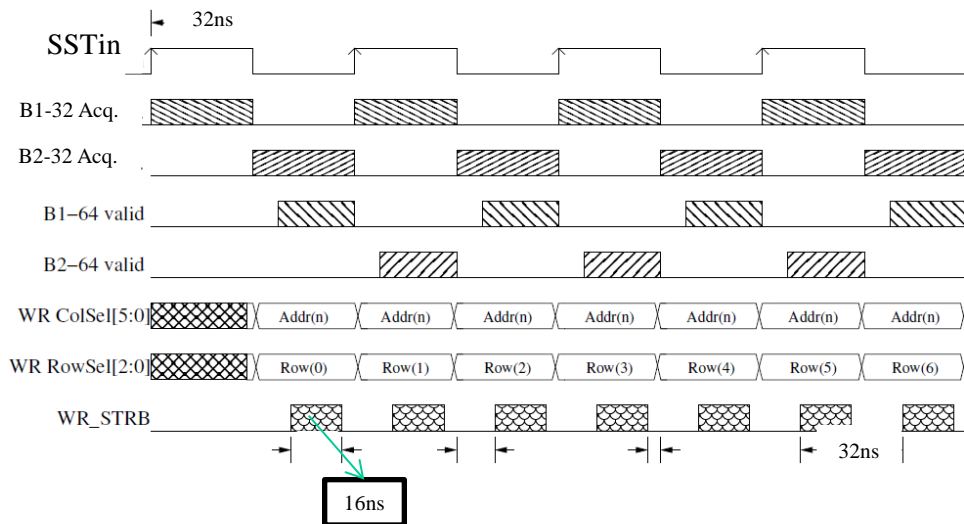 32ns
SSTin
B1-32 Acq.
B2-32 Acq.
B1–64 valid
B2–64 valid
WR ColSel[5:0] Addr(n) Addr(n) Addr(n) Addr(n) Addr(n) Addr(n) Addr(n)
WR RowSel[2:0] Row(0) Row(1) Row(2) Row(3) Row(4) Row(5) Row(6)
WR_STRB
32ns
16ns